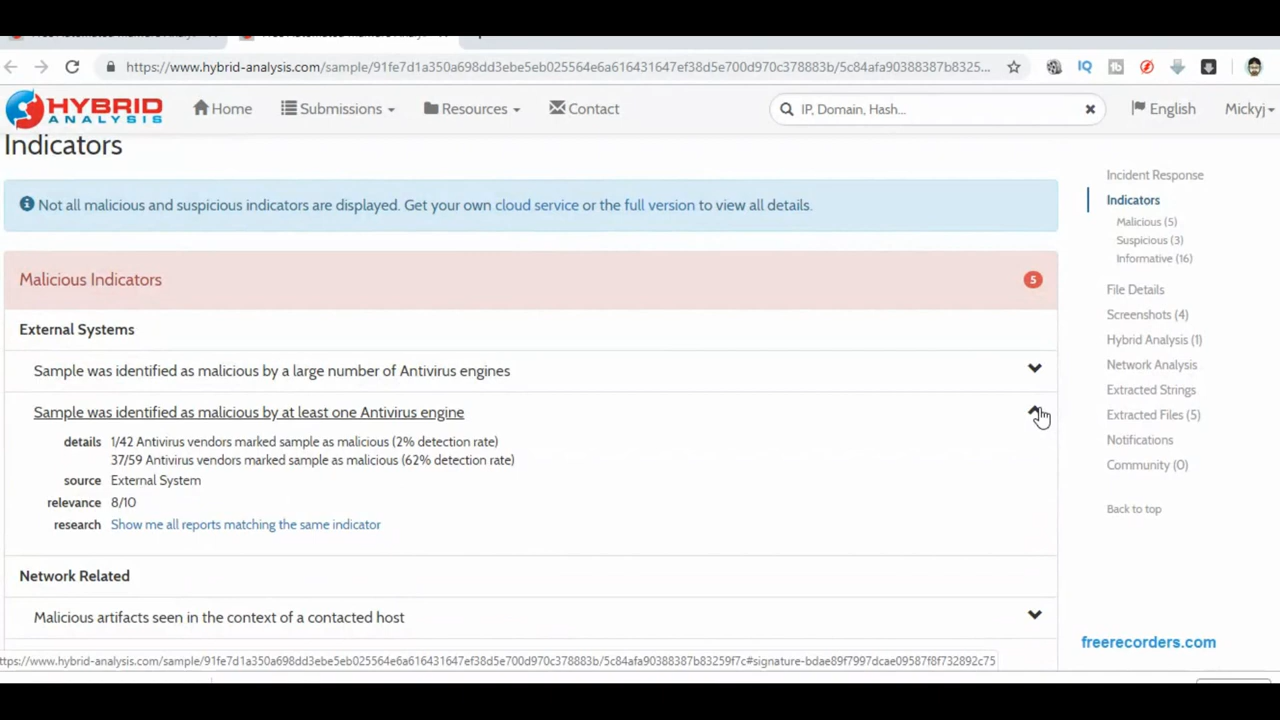 https://www.hybrid-analysis.com/sample/91fe7d1a350a698dd3ebe5eb025564e6a616431647ef38d5e700d970c378883b/5c84afa90388387b8325...
IQ
HYBRID
ANALYSIS
Home
Submissions
Resources
Contact
IP, Domain, Hash...
English
Mickyj
Indicators
Not all malicious and suspicious indicators are displayed. Get your own cloud service or the full version to view all details.
Malicious Indicators
5
External Systems
Sample was identified as malicious by a large number of Antivirus engines
Sample was identified as malicious by at least one Antivirus engine
details 1/42 Antivirus vendors marked sample as malicious (2% detection rate)
37/59 Antivirus vendors marked sample as malicious (62% detection rate)
source External System
relevance 8/10
research Show me all reports matching the same indicator
Network Related
Malicious artifacts seen in the context of a contacted host
Incident Response
Indicators
Malicious (5)
Suspicious (3)
Informative (16)
File Details
Screenshots (4)
Hybrid Analysis (1)
Network Analysis
Extracted Strings
Extracted Files (5)
Notifications
Community (0)
Back to top
freerecorders.com
ttps://www.hybrid-analysis.com/sample/91fe7d1a350a698dd3ebe5eb025564e6a616431647ef38d5e700d970c378883b/5c84afa90388387b83259f7c#signature-bdae89f7997dcae09587f8f732892c75